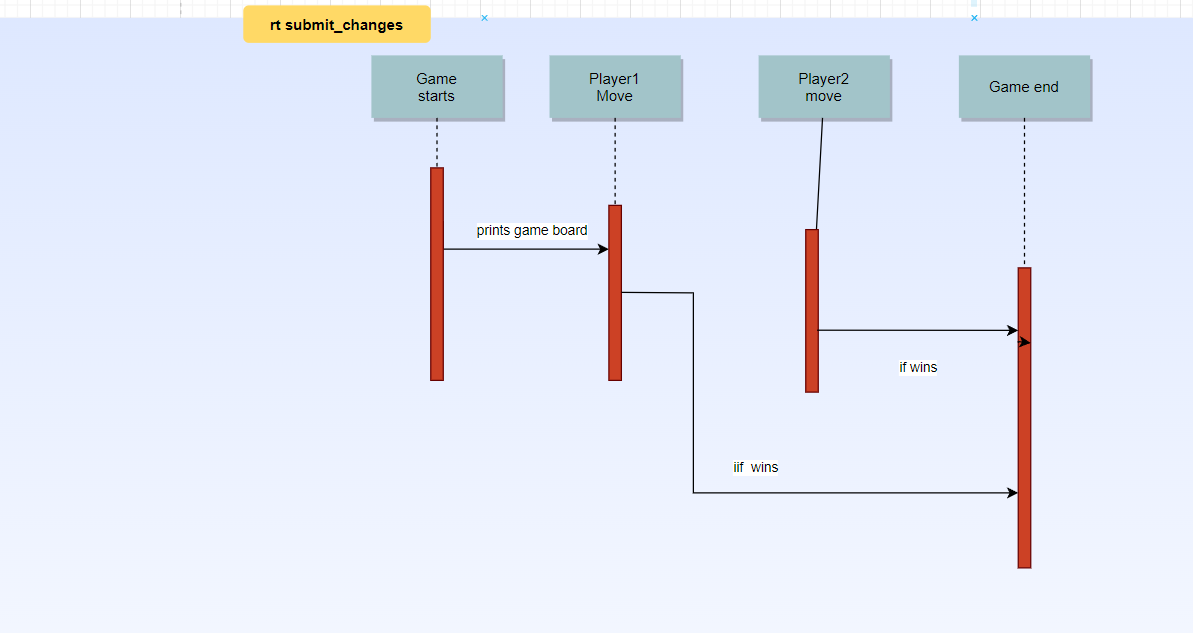 rt submit_changes
Game
starts
Player1
Move
Player2
move
Game end
prints game board
if wins
iif  wins